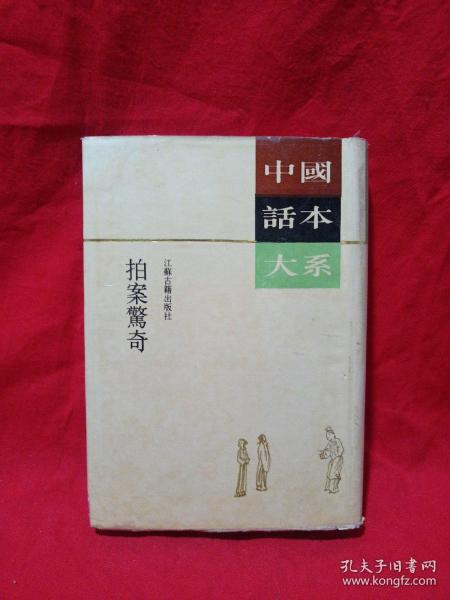 中國
話本
大系
江蘇古籍出版社
拍案驚奇
孔夫子旧书网
www.kongfz.com